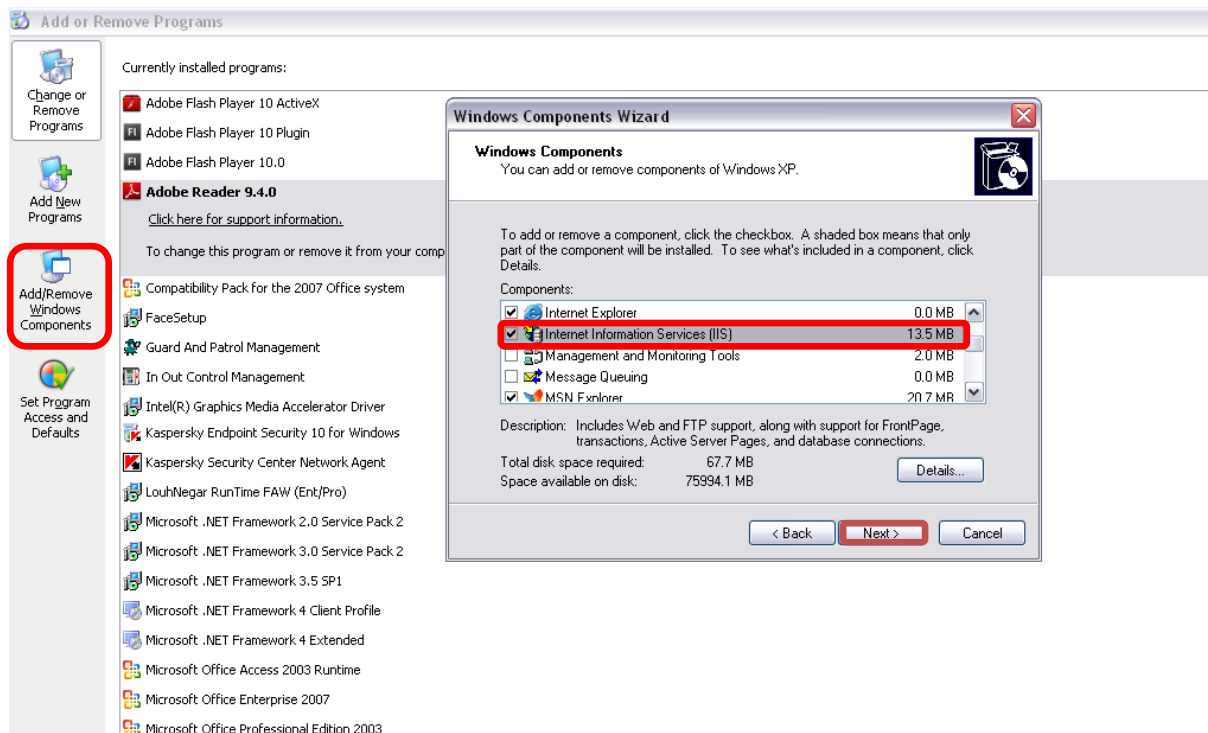 Add or Remove Programs
Change or
Remove
Programs
Add New
Programs
Add/Remove
Windows
Components
Set Program
Access and
Defaults
Currently installed programs:
Adobe Flash Player 10 ActiveX
Adobe Flash Player 10 Plugin
Adobe Flash Player 10.0
Adobe Reader 9.4.0
Click here for support information.
To change this program or remove it from your comp
Compatibility Pack for the 2007 Office system
FaceSetup
Guard And Patrol Management
In Out Control Management
Intel(R) Graphics Media Accelerator Driver
Kaspersky Endpoint Security 10 for Windows
Kaspersky Security Center Network Agent
LouhNegar RunTime FAW (Ent/Pro)
Microsoft .NET Framework 2.0 Service Pack 2
Microsoft .NET Framework 3.0 Service Pack 2
Microsoft .NET Framework 3.5 SP1
Microsoft .NET Framework 4 Client Profile
Microsoft .NET Framework 4 Extended
Microsoft Office Access 2003 Runtime
Microsoft Office Enterprise 2007
Microsoft Office Professional Edition 2003
Windows Components Wizard
Windows Components
You can add or remove components of Windows XP.
To add or remove a component, click the checkbox. A shaded box means that only
part of the component will be installed. To see what's included in a component, click
Details.
Components:
Internet Explorer 0.0 MB
Internet Information Services (IIS) 13.5 MB
Management and Monitoring Tools 2.0 MB
Message Queuing 0.0 MB
MSN Explorer 20.7 MB
Description: Includes Web and FTP support, along with support for FrontPage,
transactions, Active Server Pages, and database connections.
Total disk space required: 67.7 MB
Space available on disk: 75994.1 MB
Details...
< Back Next > Cancel